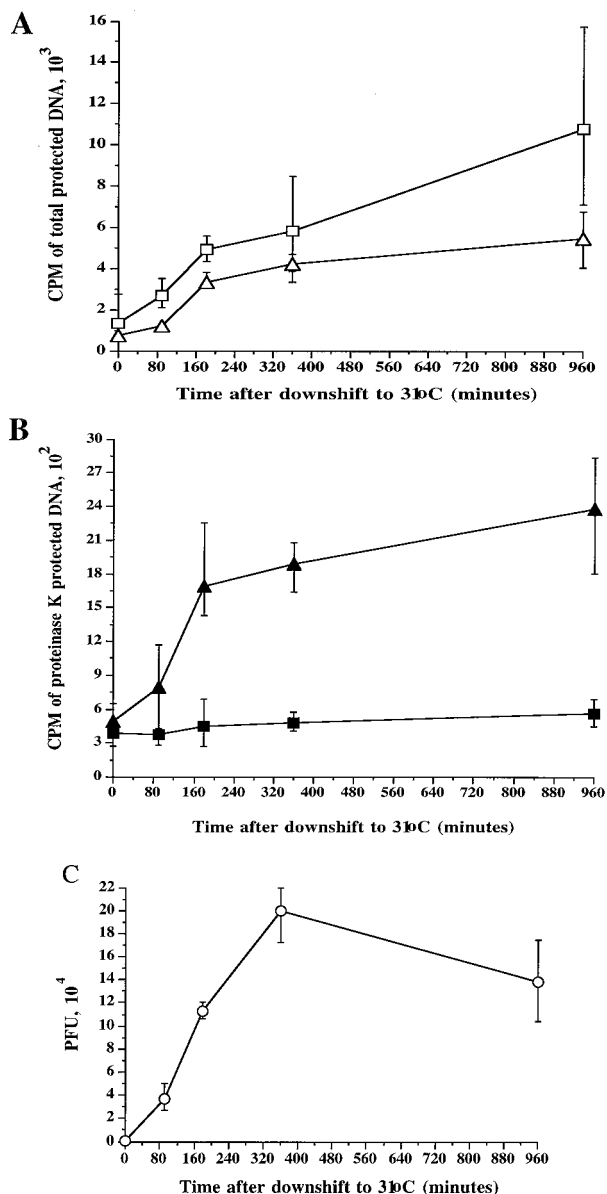 A
CPM of total protected DNA, 10³
16
14
12
10
8
6
4
2
0
0 80 160 240 320 400 480 560 640 720 800 880 960
Time after downshift to 31oC (minutes)
B
CPM of proteinase K protected DNA, 10²
30
27
24
21
18
15
12
9
6
3
0
0 80 160 240 320 400 480 560 640 720 800 880 960
Time after downshift to 31oC (minutes)
C
PFU, 10⁴
22
20
18
16
14
12
10
8
6
4
2
0
0 80 160 240 320 400 480 560 640 720 800 880 960
Time after downshift to 31oC (minutes)